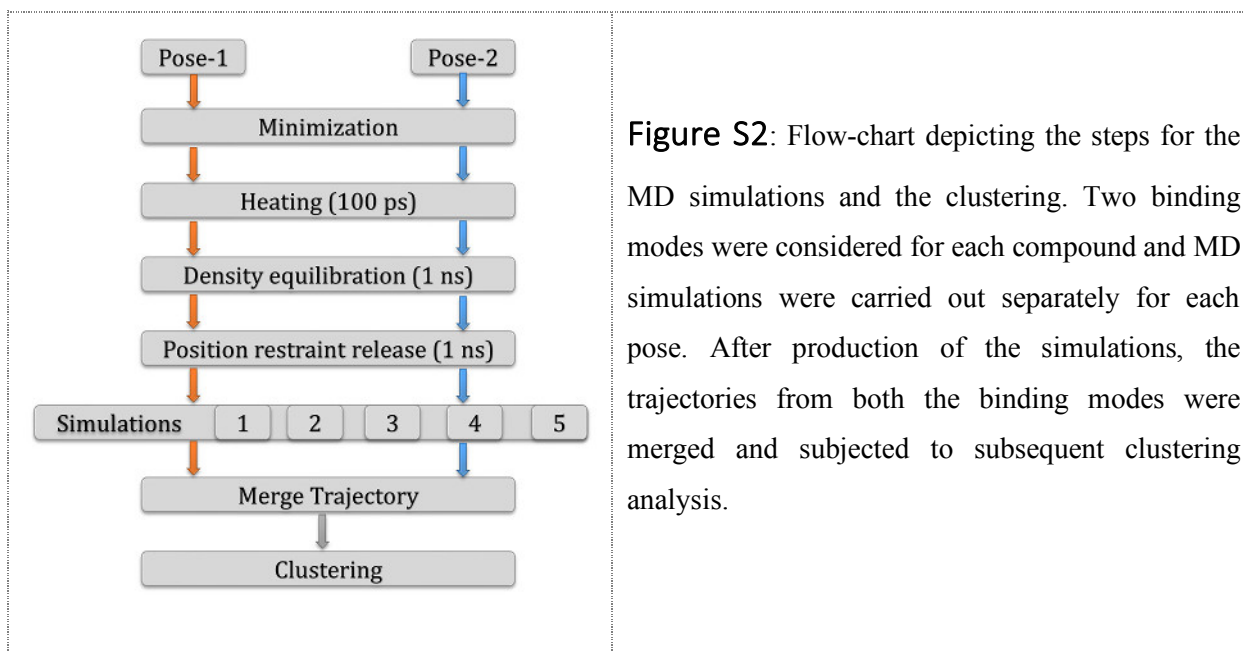 Pose-1 Pose-2
Minimization
Heating (100 ps)
Density equilibration (1 ns)
Position restraint release (1 ns)
Simulations 1 2 3 4 5
Merge Trajectory
Clustering
Figure S2: Flow-chart depicting the steps for the
MD simulations and the clustering. Two binding
modes were considered for each compound and MD
simulations were carried out separately for each
pose. After production of the simulations, the
trajectories from both the binding modes were
merged and subjected to subsequent clustering
analysis.